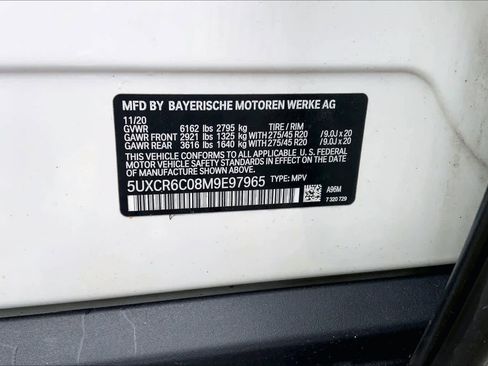 MFD BY BAYERISCHE MOTOREN WERKE AG
11/20
GVWR 6162 lbs 2795 kg TIRE / RIM
GAWR FRONT 2921 lbs 1325 kg WITH 275/45 R20 /9.0J x 20
GAWR REAR 3616 lbs 1640 kg WITH 275/45 R20 /9.0J x 20
THIS VEHICLE CONFORMS TO ALL APPLICABLE U. S. FEDERAL
MOTOR VEHICLE SAFETY STANDARDS IN EFFECT ON THE
DATE OF MANUFACTURE SHOWN ABOVE.
5UXCR6C08M9E97965 TYPE: MPV
A96M
7 320 729